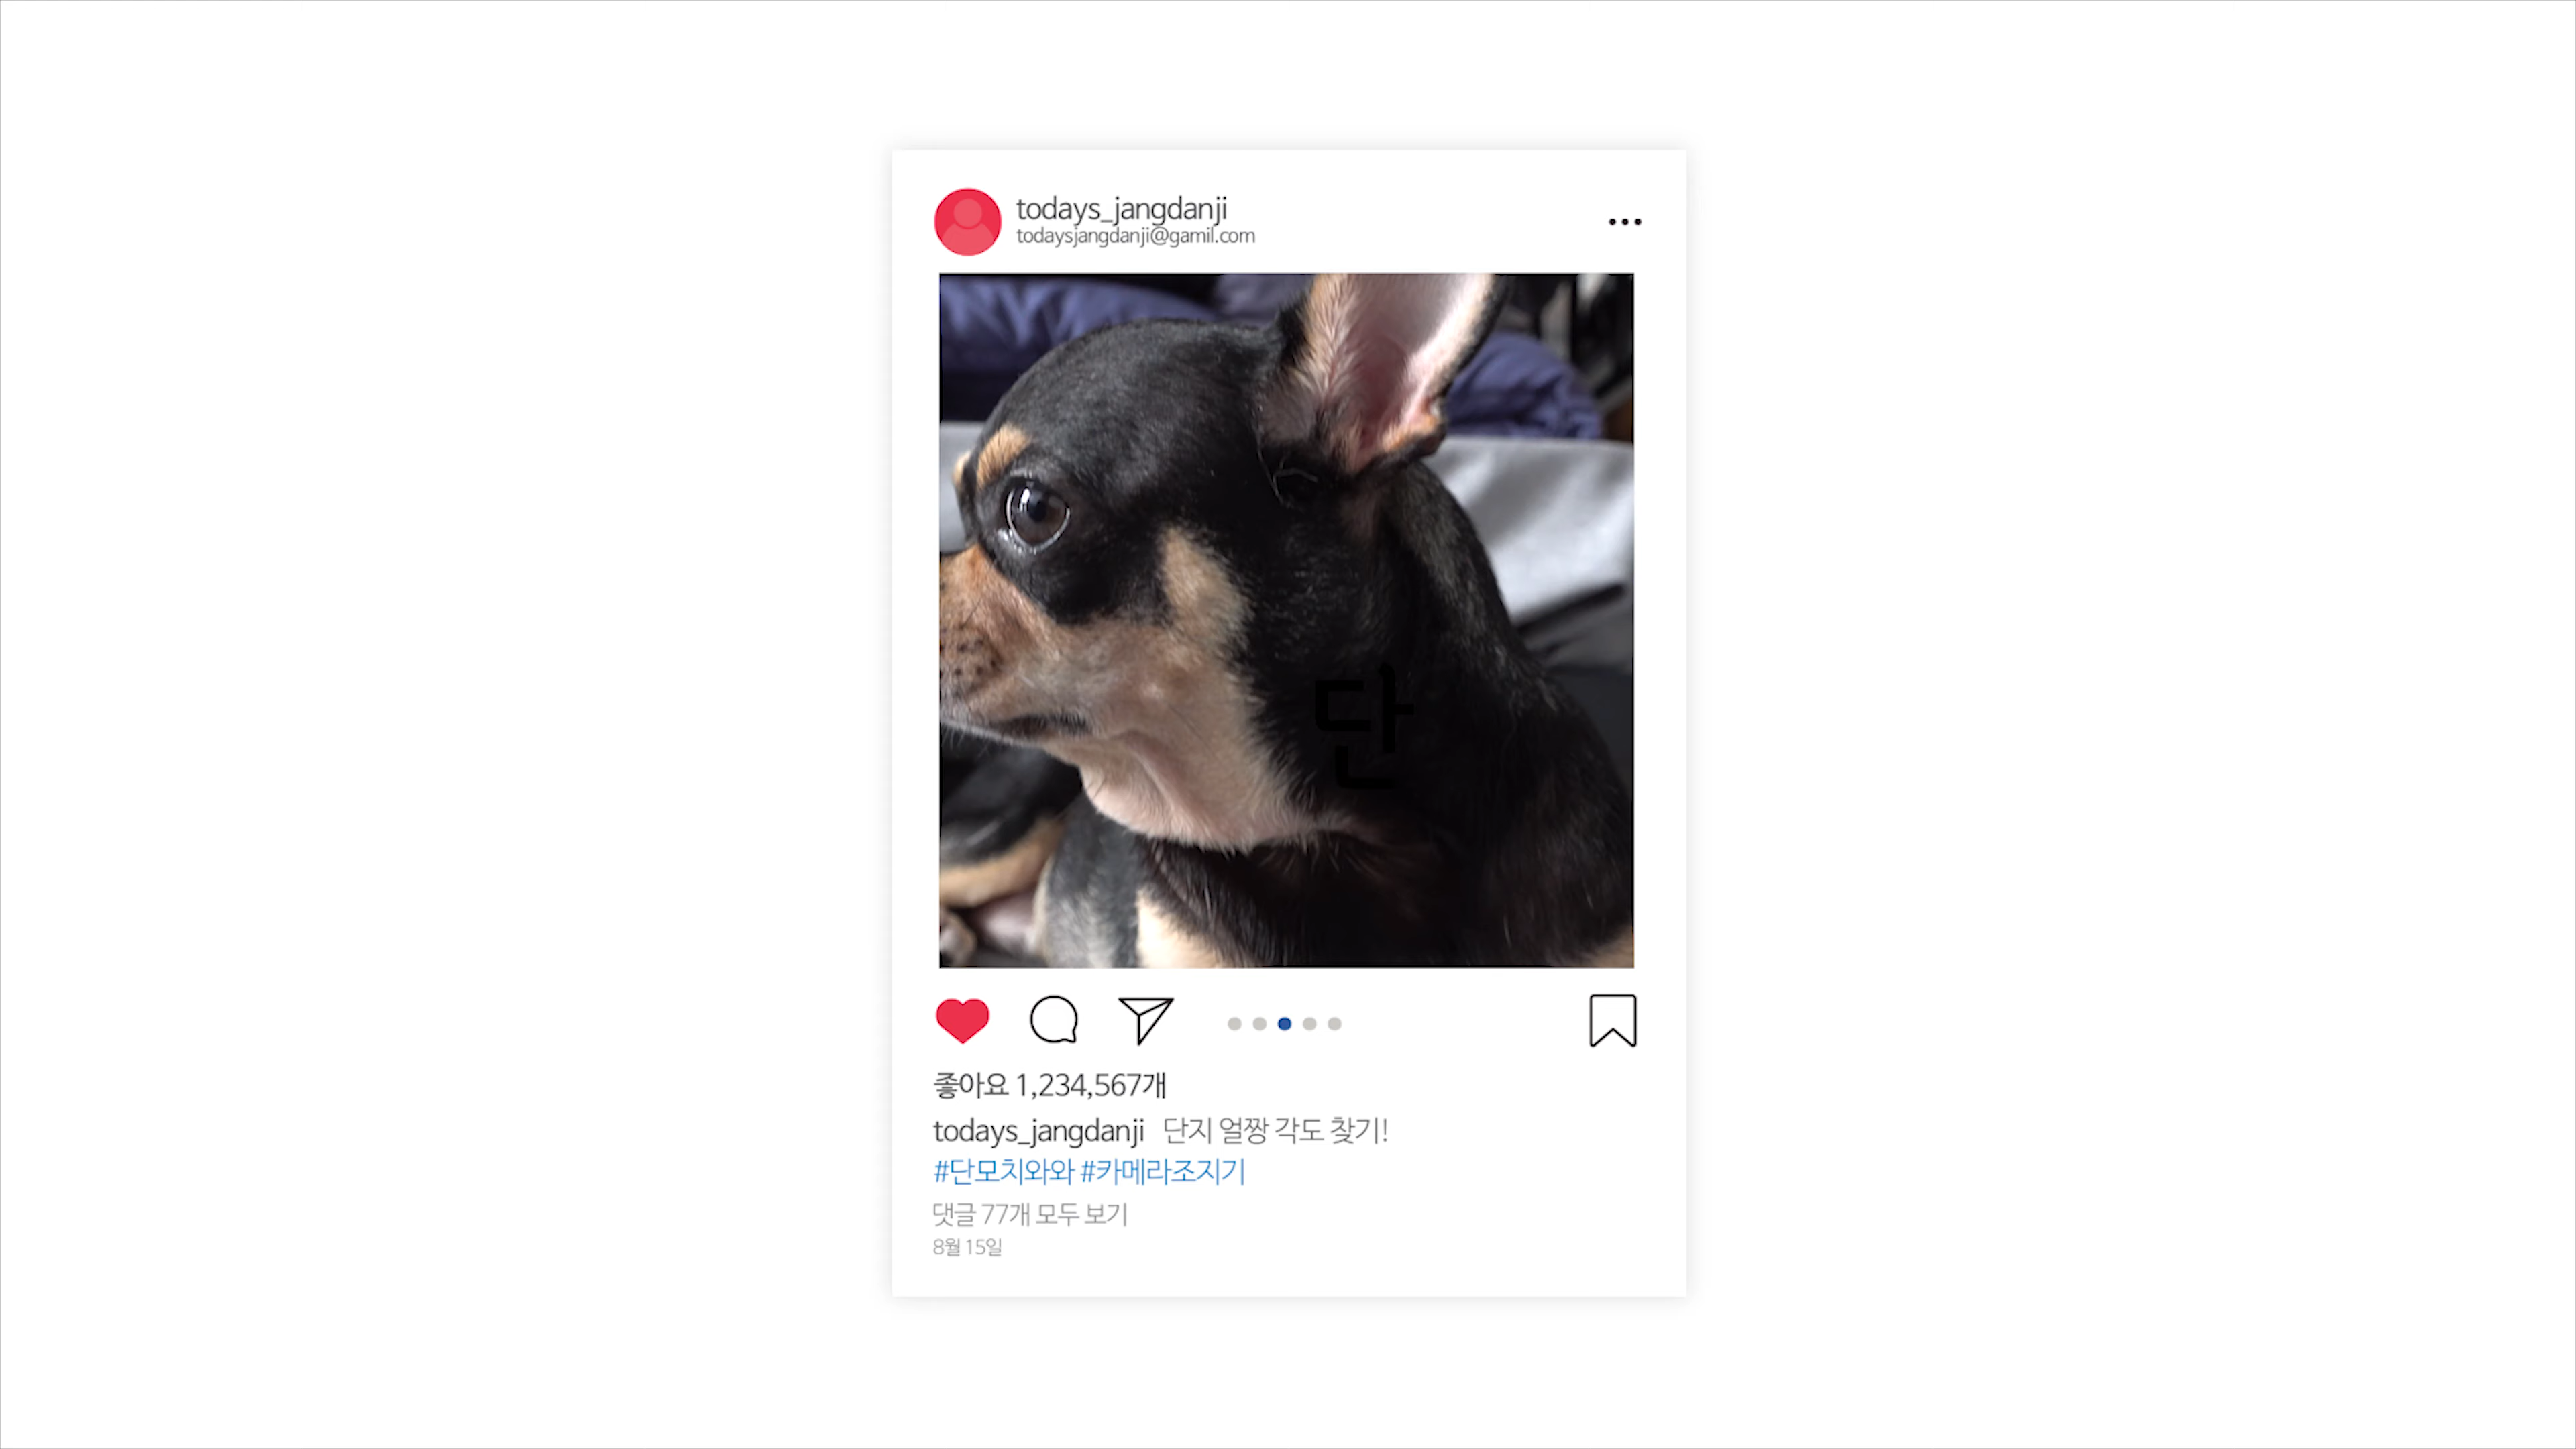 todays_jangdanji
todaysjangdanji@gamil.com
단
좋아요 1,234,567개
todays_jangdanji 단지 얼짱 각도 찾기!
#단모치와와 #카메라조지기
댓글 77개 모두 보기
8월 15일